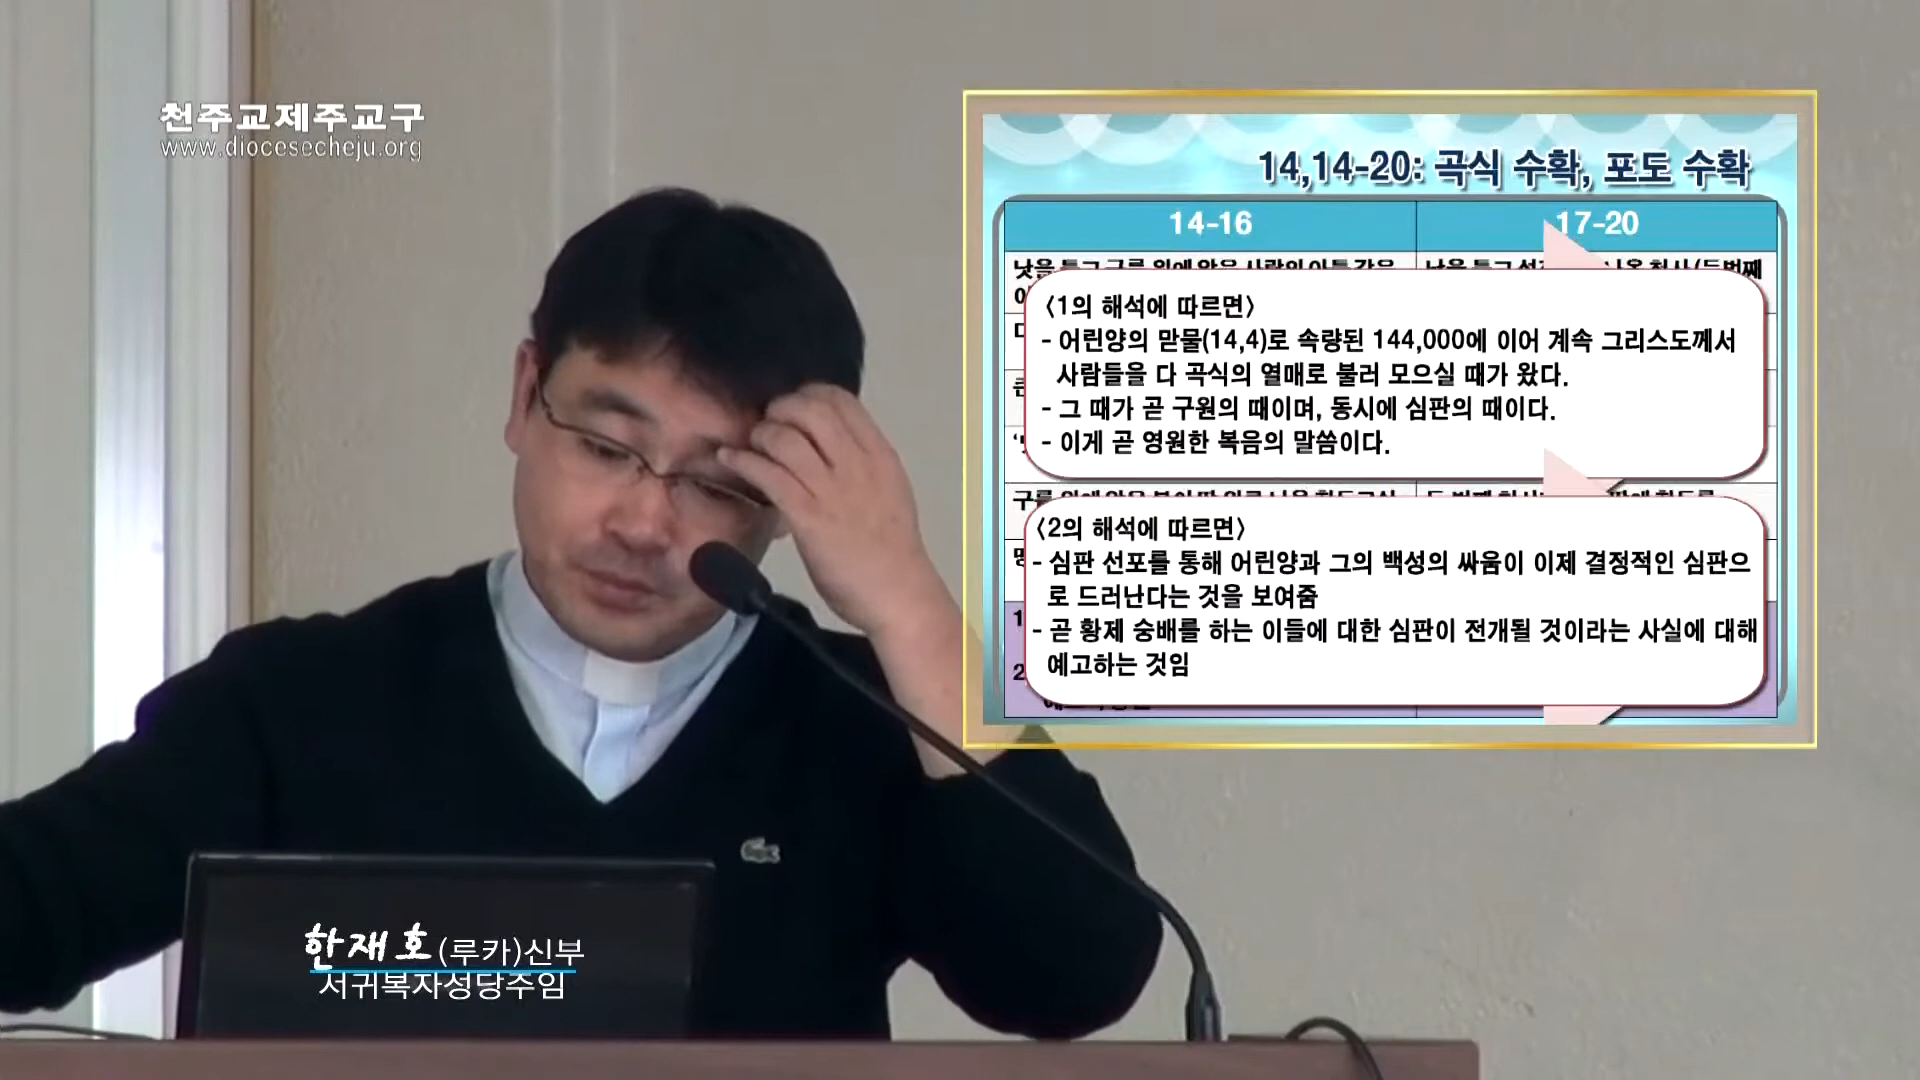 천주교제주교구
www.diocesecheju.org
14,14-20: 곡식 수확, 포도 수확
14-16
17-20
<1의 해석에 따르면>
- 어린양의 맏물(14,4)로 속량된 144,000에 이어 계속 그리스도께서
사람들을 다 곡식의 열매로 불러 모으실 때가 왔다.
- 그 때가 곧 구원의 때이며, 동시에 심판의 때이다.
- 이게 곧 영원한 복음의 말씀이다.
<2의 해석에 따르면>
- 심판 선포를 통해 어린양과 그의 백성의 싸움이 이제 결정적인 심판으
로 드러난다는 것을 보여줌
- 곧 황제 숭배를 하는 이들에 대한 심판이 전개될 것이라는 사실에 대해
예고하는 것임
한재호(루카)신부
서귀복자성당주임